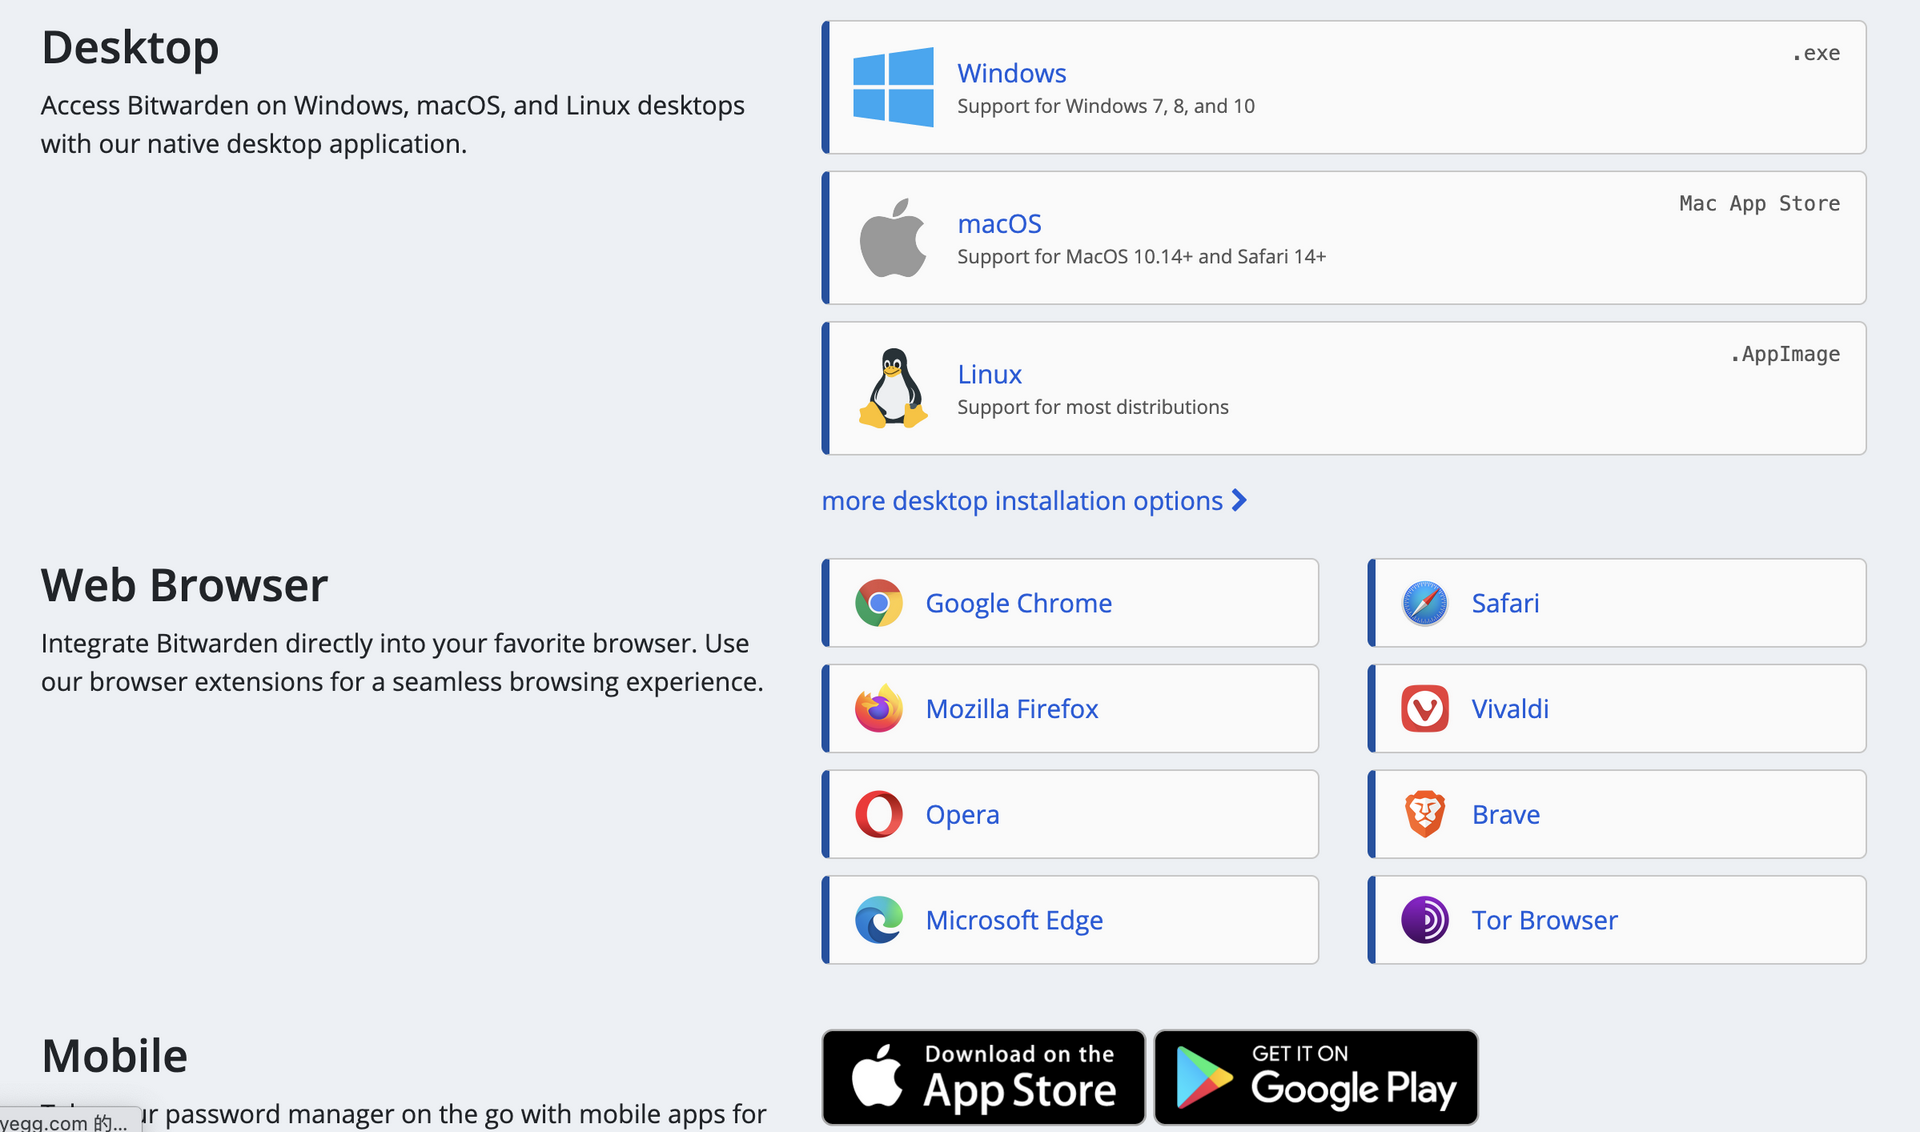 Desktop
Access Bitwarden on Windows, macOS, and Linux desktops
with our native desktop application.
Windows
Support for Windows 7, 8, and 10
.exe
macOS
Support for MacOS 10.14+ and Safari 14+
Mac App Store
Linux
Support for most distributions
.AppImage
more desktop installation options
Web Browser
Integrate Bitwarden directly into your favorite browser. Use
our browser extensions for a seamless browsing experience.
Google Chrome
Safari
Mozilla Firefox
Vivaldi
Opera
Brave
Microsoft Edge
Tor Browser
Mobile
password manager on the go with mobile apps for
Download on the
App Store
GET IT ON
Google Play
yegg.com 的...